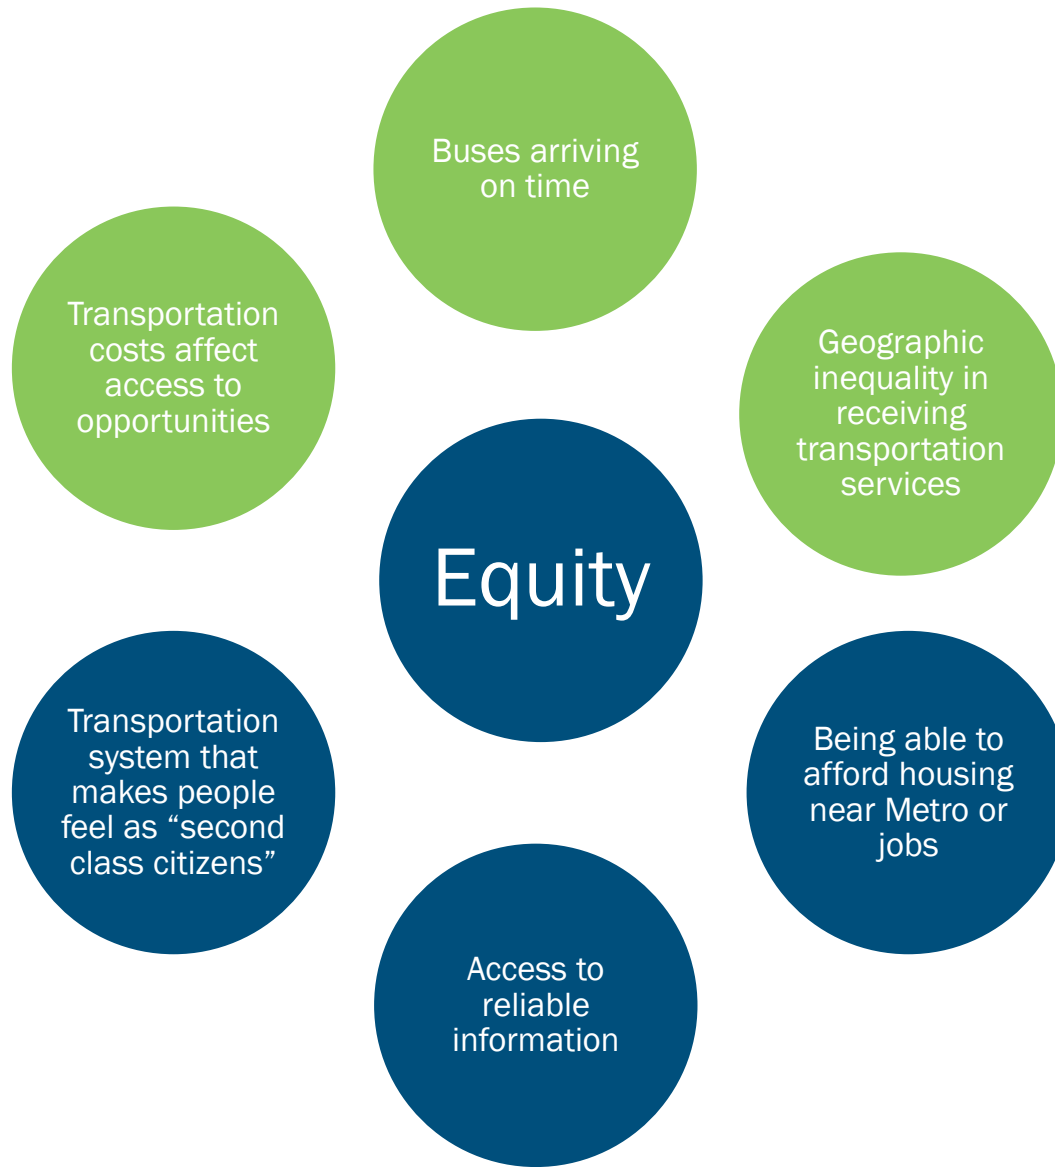 Buses arriving
on time
Transportation
costs affect
access to
opportunities
Geographic
inequality in
receiving
transportation
services
Equity
Transportation
system that
makes people
feel as “second
class citizens”
Being able to
afford housing
near Metro or
jobs
Access to
reliable
information